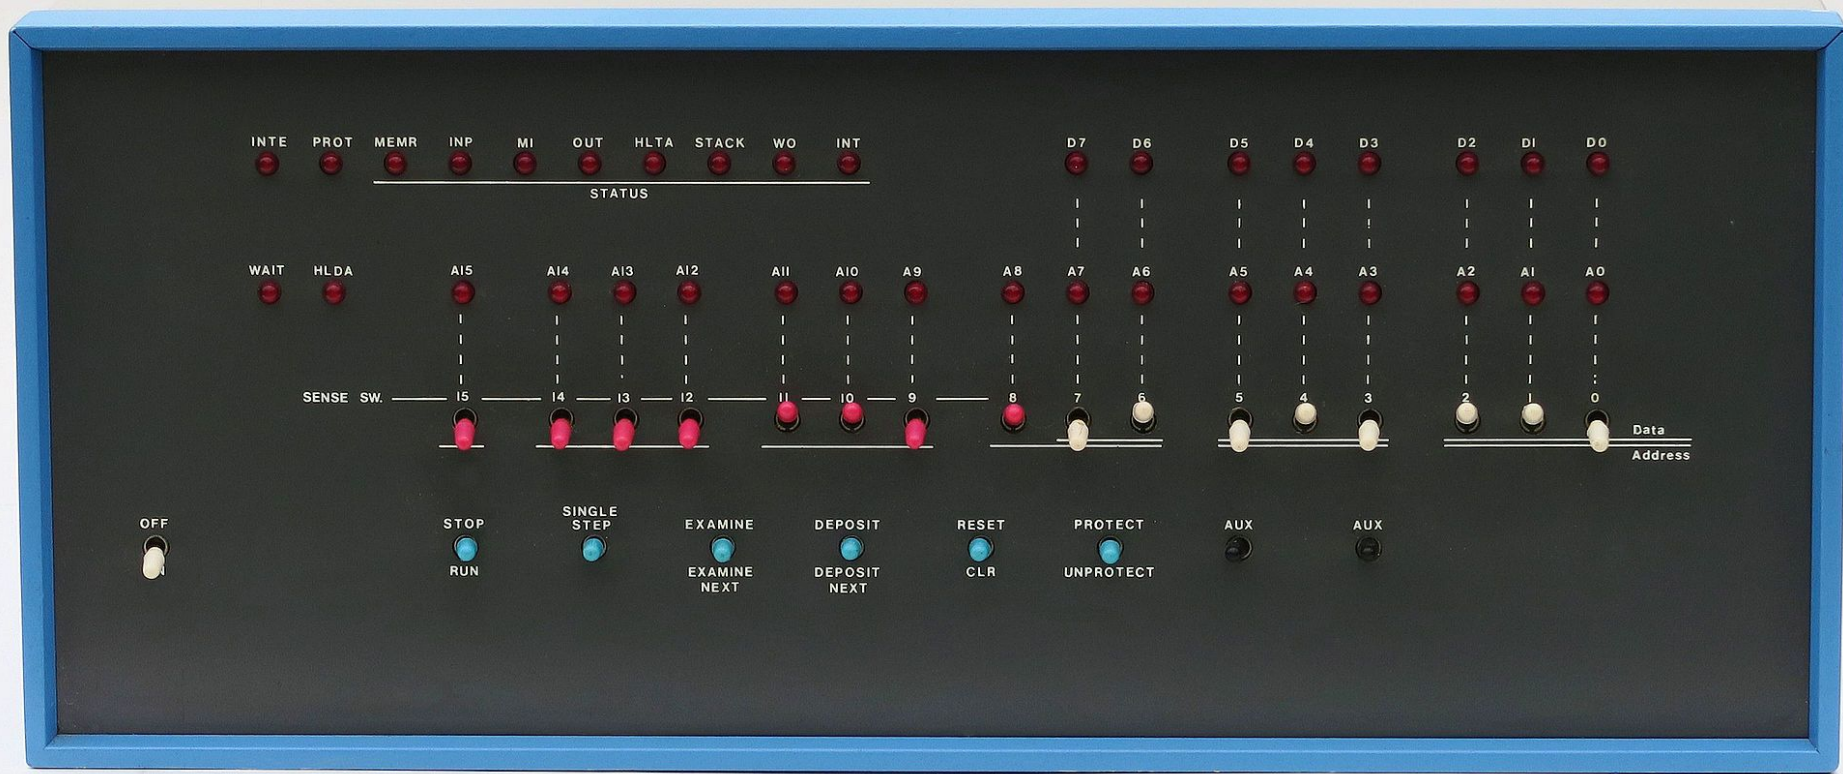 INTE PROT MEMR INP MI OUT HLTA STACK WO INT D7 D6 D5 D4 D3 D2 DI D0
STATUS
WAIT HLDA AI5 AI4 AI3 AI2 AII AI0 A9 A8 A7 A6 A5 A4 A3 A2 AI A0
SENSE SW. I5 I4 I3 I2 II I0 9 8 7 6 5 4 3 2 I 0
Data
Address
OFF STOP SINGLE STEP EXAMINE DEPOSIT RESET PROTECT AUX AUX
RUN EXAMINE NEXT DEPOSIT NEXT CLR UNPROTECT